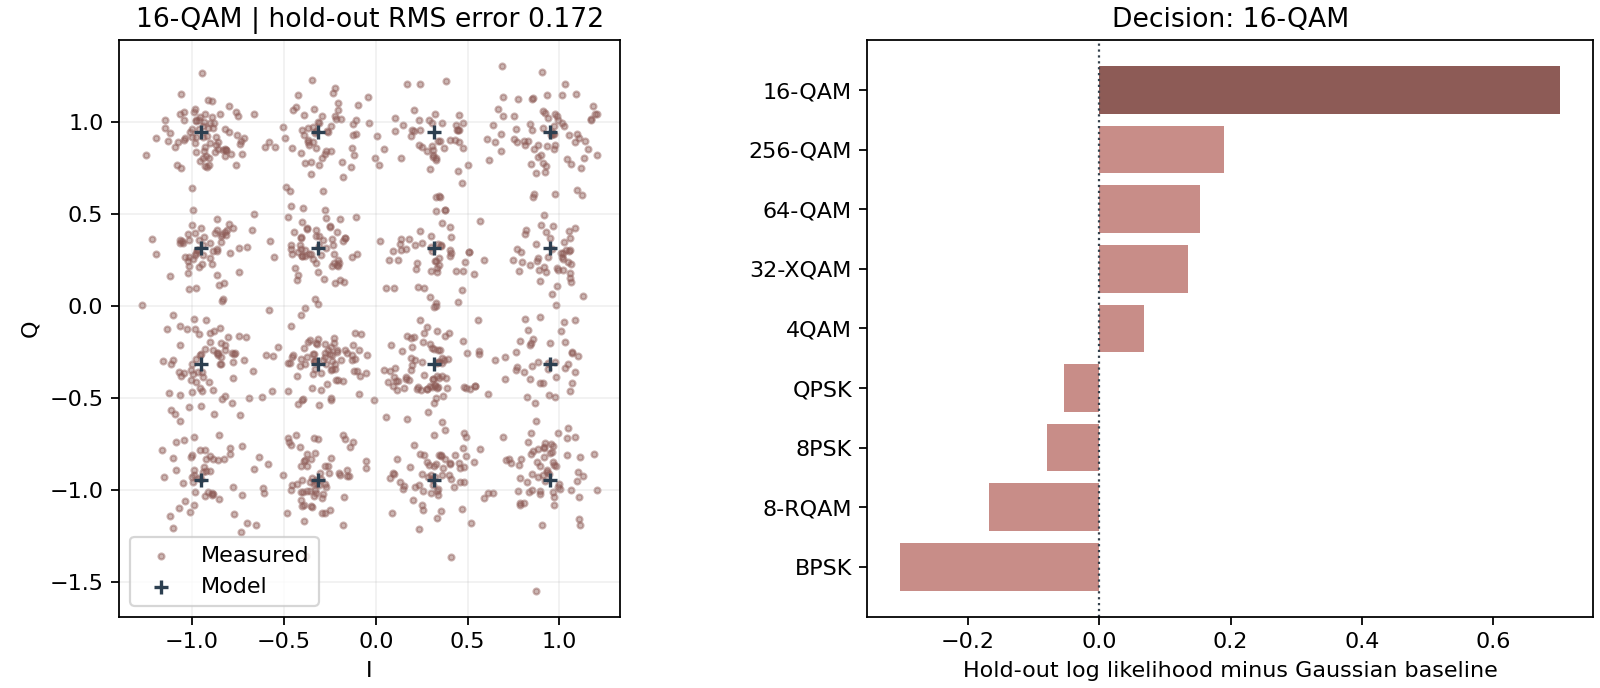 16-QAM | hold-out RMS error 0.172
Q
1.0
0.5
0.0
−0.5
−1.0
−1.5
Measured
Model
−1.0
−0.5
0.0
0.5
1.0
I
Decision: 16-QAM
16-QAM
256-QAM
64-QAM
32-XQAM
4QAM
QPSK
8PSK
8-RQAM
BPSK
−0.2
0.0
0.2
0.4
0.6
Hold-out log likelihood minus Gaussian baseline